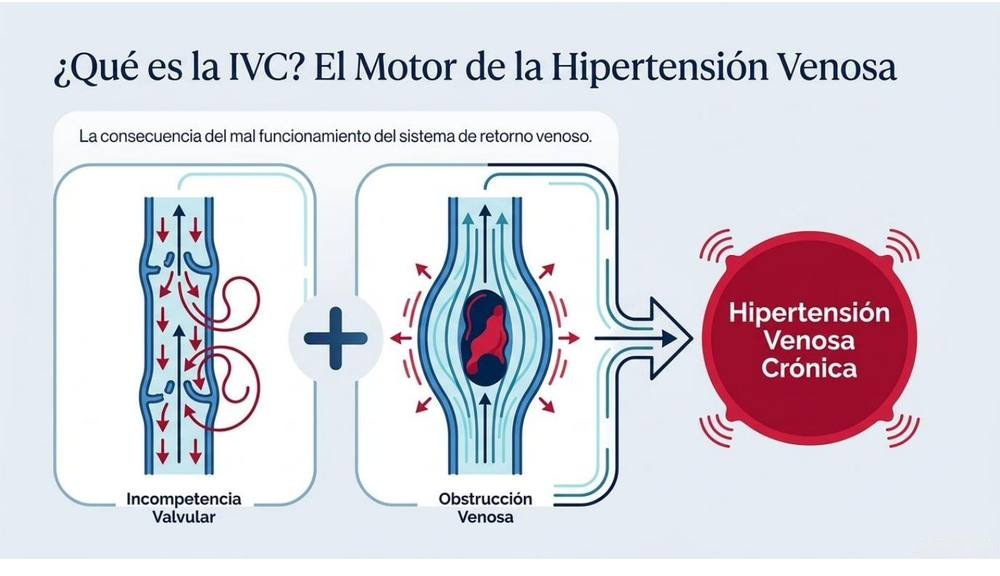 ¿Qué es la IVC? El Motor de la Hipertensión Venosa
La consecuencia del mal funcionamiento del sistema de retorno venoso.
Incompetencia
Valvular
Obstrucción
Venosa
Hipertensión
Venosa
Crónica